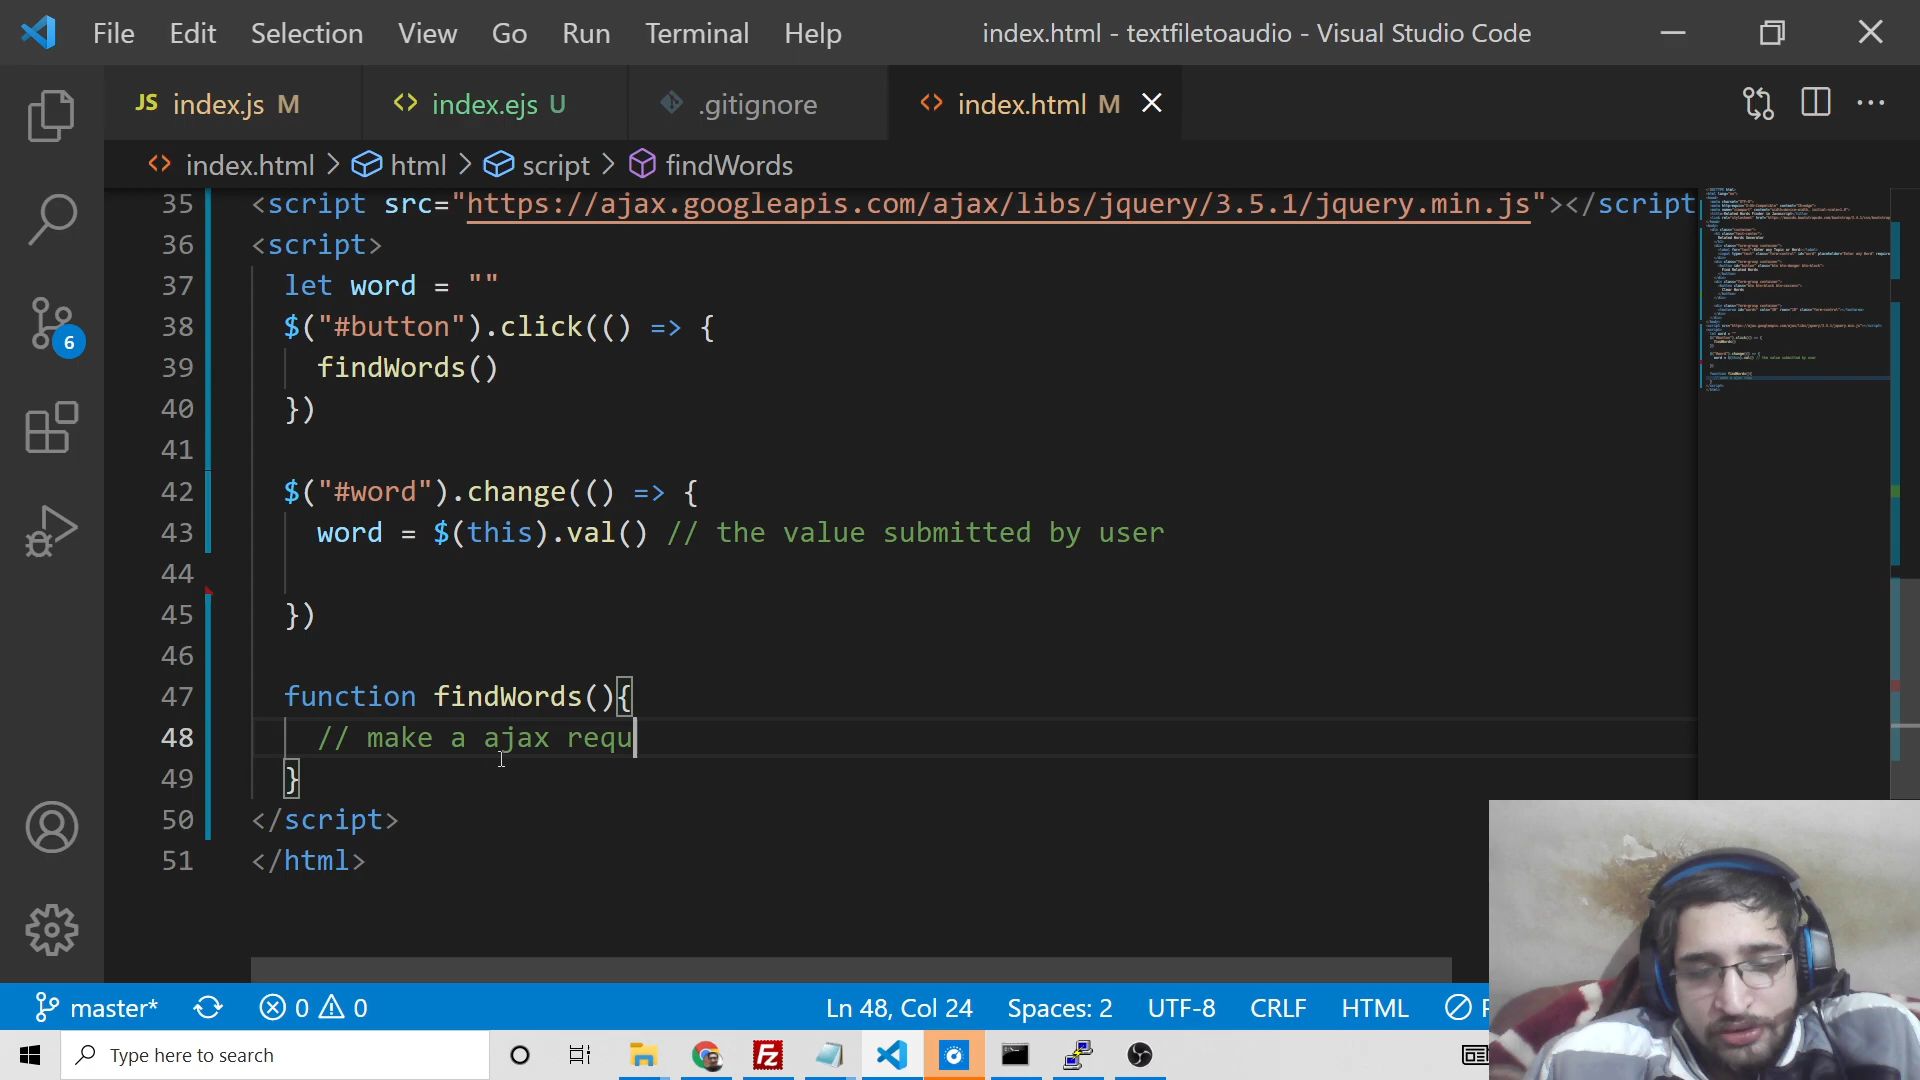 File Edit Selection View Go Run Terminal Help index.html - textfiletoaudio - Visual Studio Code
JS index.js M <> index.ejs U .gitignore <> index.html M
<> index.html > html > script > findWords
35 <script src="https://ajax.googleapis.com/ajax/libs/jquery/3.5.1/jquery.min.js"></script
36 <script>
37 let word = ""
38 $("#button").click(() => {
39 findWords()
40 })
41
42 $("#word").change(() => {
43 word = $(this).val() // the value submitted by user
44
45 })
46
47 function findWords(){
48 // make a ajax requ
49 }
50 </script>
51 </html>
6
master* 0 0 Ln 48, Col 24 Spaces: 2 UTF-8 CRLF HTML
Type here to search